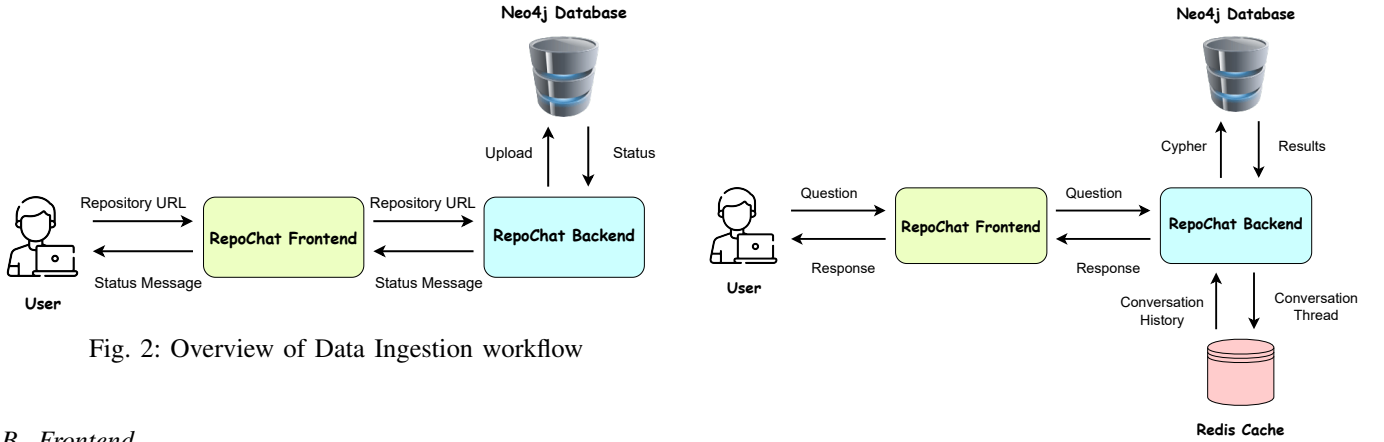 Neo4j Database
Upload
Status
Repository URL
Repository URL
RepoChat Frontend
RepoChat Backend
Status Message
Status Message
User
Fig. 2: Overview of Data Ingestion workflow
B. Frontend
Neo4j Database
Cypher
Results
Question
Question
RepoChat Frontend
RepoChat Backend
Response
Response
User
Conversation
History
Conversation
Thread
Redis Cache